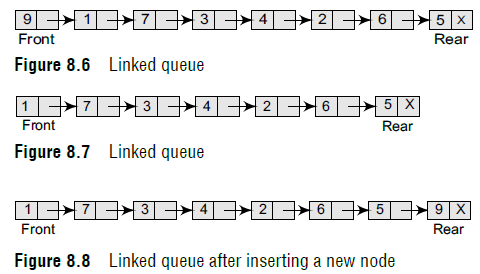 9 1 7 3 4 2 6 5 X
Front Rear
Figure 8.6 Linked queue
1 7 3 4 2 6 5 X
Front Rear
Figure 8.7 Linked queue
1 7 3 4 2 6 5 9 X
Front Rear
Figure 8.8 Linked queue after inserting a new node